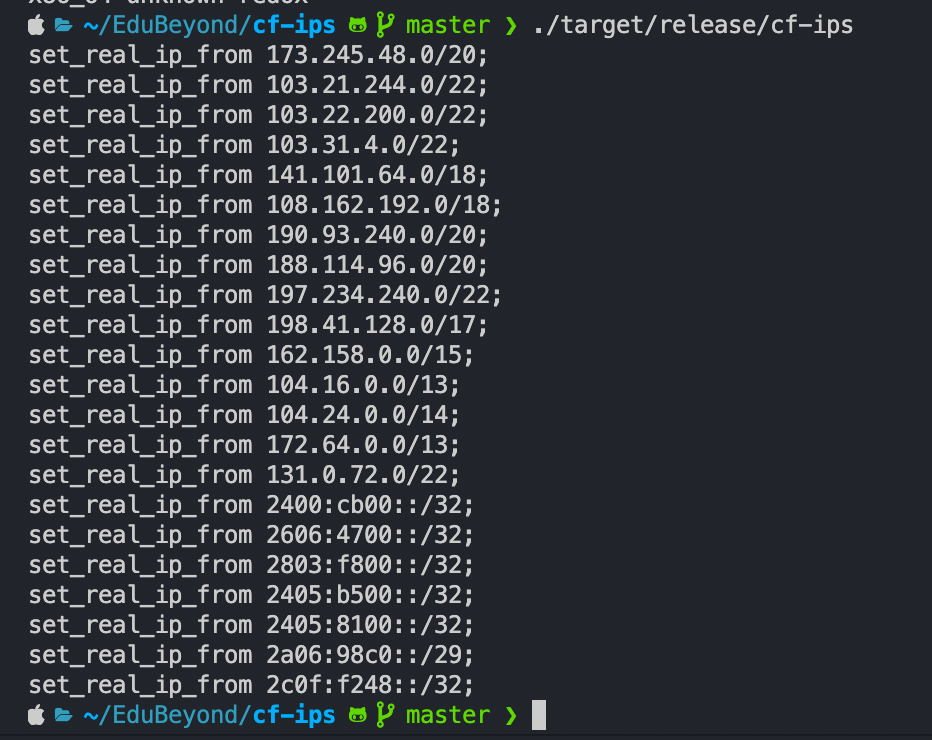 ~/EduBeyond/cf-ips master ❯ ./target/release/cf-ips
set_real_ip_from 173.245.48.0/20;
set_real_ip_from 103.21.244.0/22;
set_real_ip_from 103.22.200.0/22;
set_real_ip_from 103.31.4.0/22;
set_real_ip_from 141.101.64.0/18;
set_real_ip_from 108.162.192.0/18;
set_real_ip_from 190.93.240.0/20;
set_real_ip_from 188.114.96.0/20;
set_real_ip_from 197.234.240.0/22;
set_real_ip_from 198.41.128.0/17;
set_real_ip_from 162.158.0.0/15;
set_real_ip_from 104.16.0.0/13;
set_real_ip_from 104.24.0.0/14;
set_real_ip_from 172.64.0.0/13;
set_real_ip_from 131.0.72.0/22;
set_real_ip_from 2400:cb00::/32;
set_real_ip_from 2606:4700::/32;
set_real_ip_from 2803:f800::/32;
set_real_ip_from 2405:b500::/32;
set_real_ip_from 2405:8100::/32;
set_real_ip_from 2a06:98c0::/29;
set_real_ip_from 2c0f:f248::/32;
~/EduBeyond/cf-ips master ❯